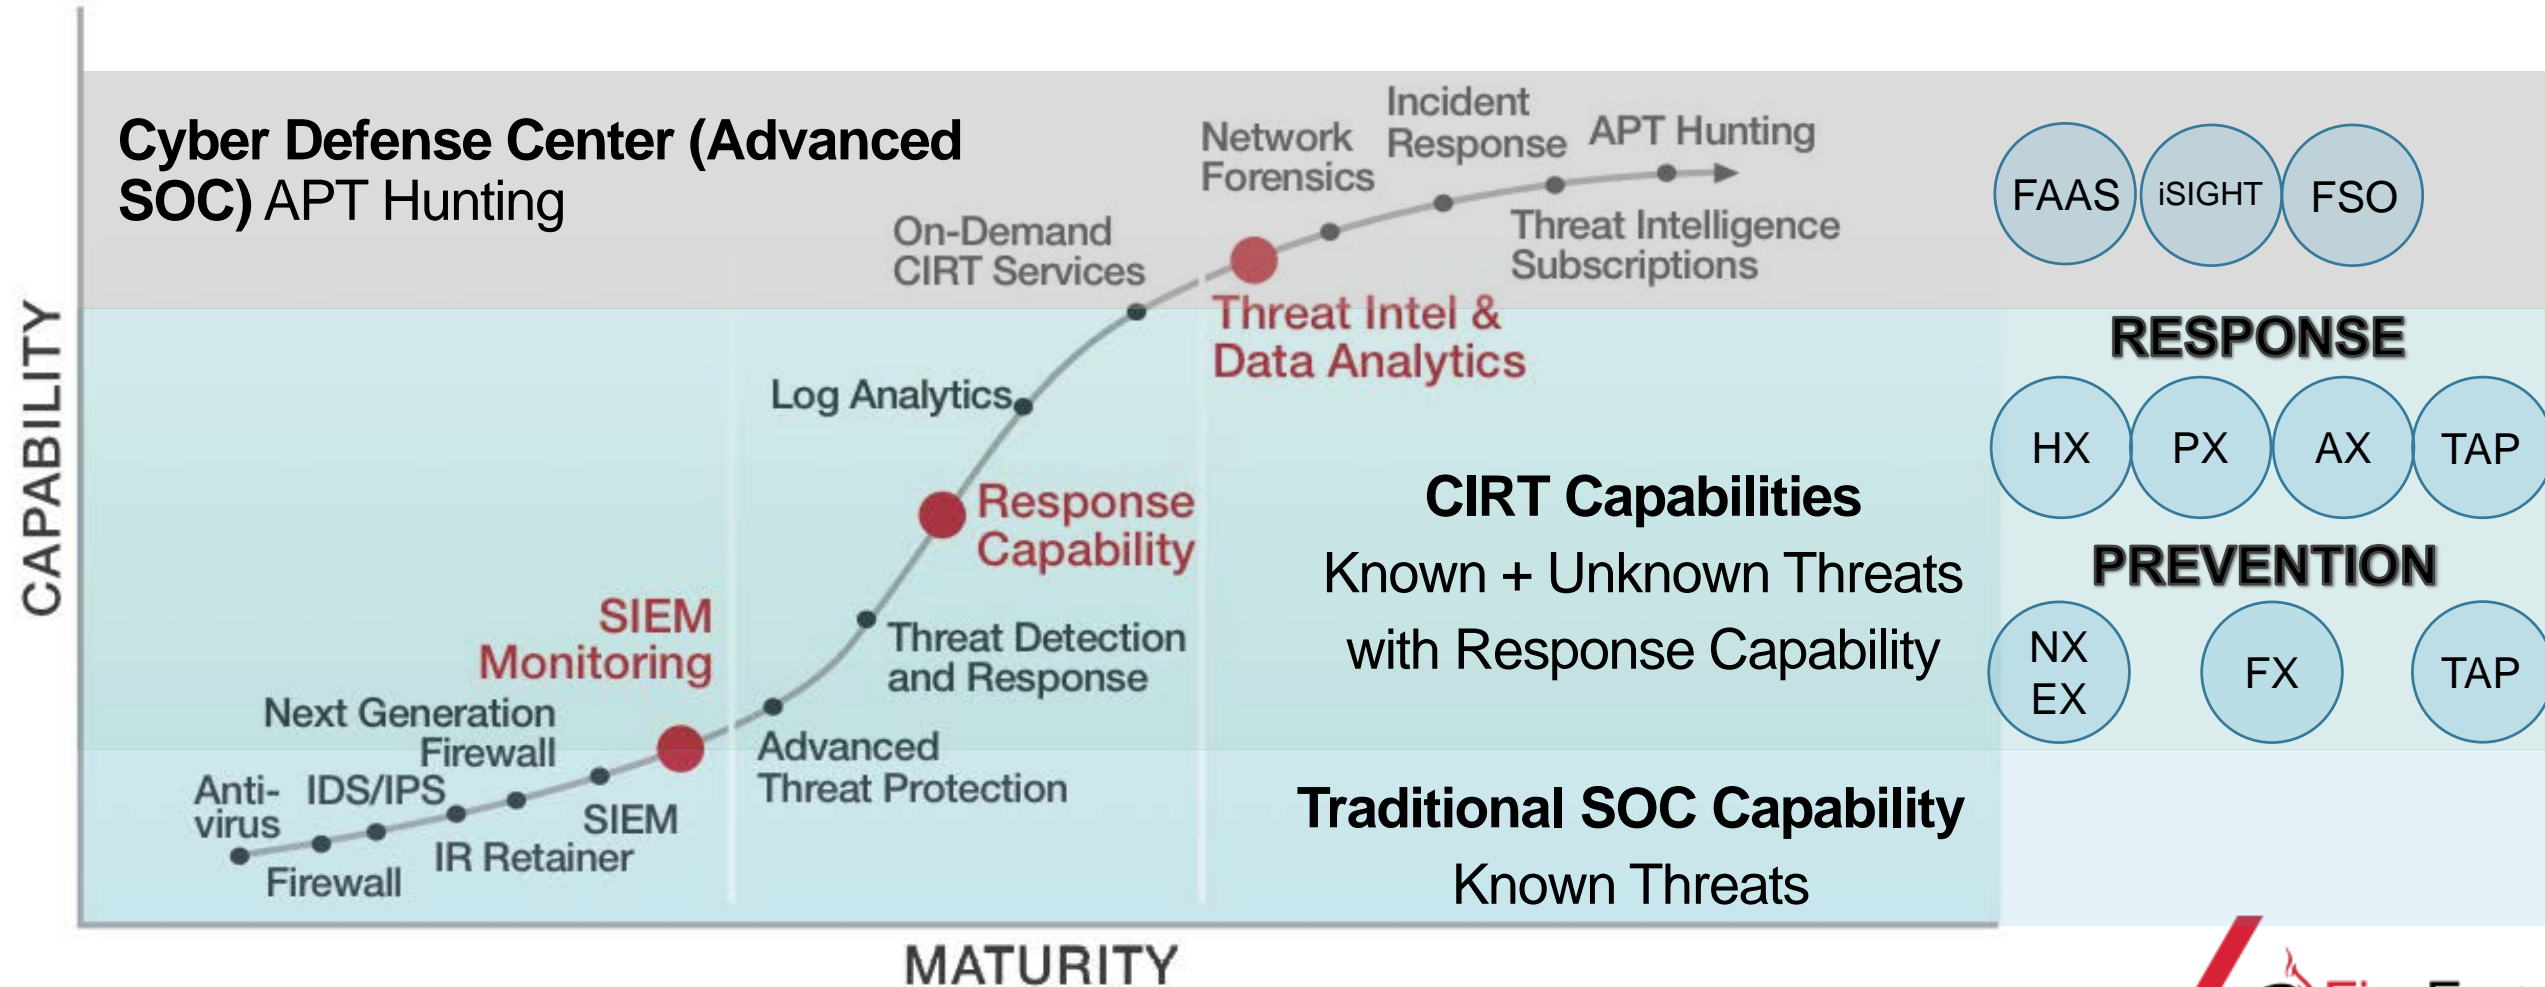 Cyber Defense Center (Advanced
SOC) APT Hunting
Incident
Response
Network
Forensics
APT Hunting
On-Demand
CIRT Services
Threat Intelligence
Subscriptions
Threat Intel &
Data Analytics
Log Analytics
Response
Capability
SIEM
Monitoring
Threat Detection
and Response
Next Generation
Firewall
Advanced
Threat Protection
Anti-
virus
IDS/IPS
SIEM
IR Retainer
Firewall
CIRT Capabilities
Known + Unknown Threats
with Response Capability
Traditional SOC Capability
Known Threats
FAAS
iSIGHT
FSO
RESPONSE
HX
PX
AX
TAP
PREVENTION
NX
EX
FX
TAP
CAPABILITY
MATURITY